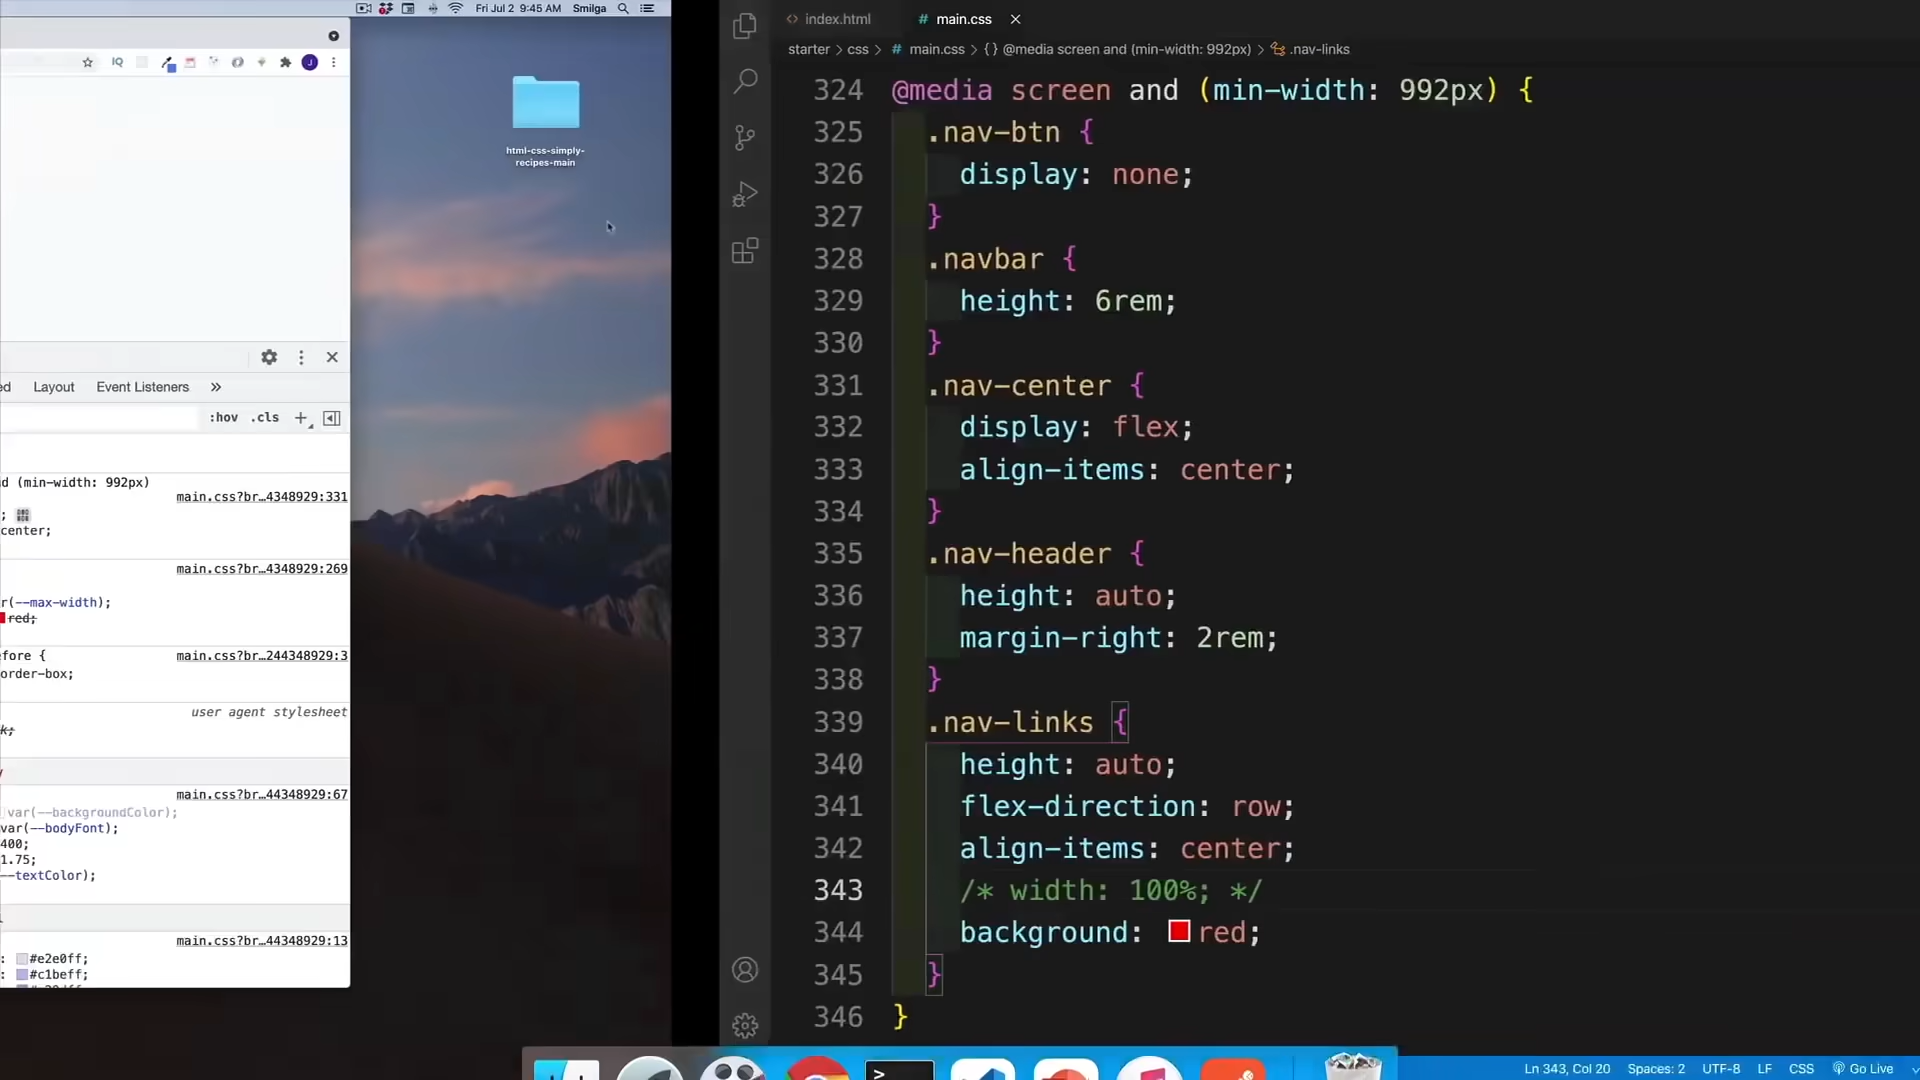 Fri Jul 2 9:45 AM Smilga
html-css-simply-
recipes-main
IQ
J
Layout Event Listeners »
:hov .cls +
(min-width: 992px)
main.css?br…4348929:331
center;
main.css?br…4348929:269
(--max-width);
red;
{
main.css?br…244348929:3
order-box;
user agent stylesheet
main.css?br…44348929:67
var(--backgroundColor);
var(--bodyFont);
400;
1.75;
--textColor);
main.css?br…44348929:13
#e2e0ff;
#c1beff;
<> index.html # main.css
starter > css > # main.css > {} @media screen and (min-width: 992px) > .nav-links
324 @media screen and (min-width: 992px) {
325 .nav-btn {
326 display: none;
327 }
328 .navbar {
329 height: 6rem;
330 }
331 .nav-center {
332 display: flex;
333 align-items: center;
334 }
335 .nav-header {
336 height: auto;
337 margin-right: 2rem;
338 }
339 .nav-links {
340 height: auto;
341 flex-direction: row;
342 align-items: center;
343 /* width: 100%; */
344 background: red;
345 }
346 }
>_
Ln 343, Col 20 Spaces: 2 UTF-8 LF CSS Go Live